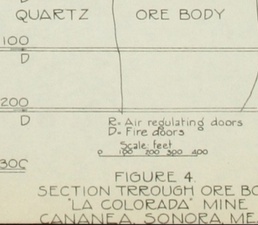 QUARTZ ORE BODY
100
D
200
D
R= Air regulating doors
D= Fire doors
300
Scale feet
0 100 200 300 400
FIGURE 4.
SECTION TRROUGH ORE BO
"LA COLORADA" MINE
CANANEA, SONORA, ME